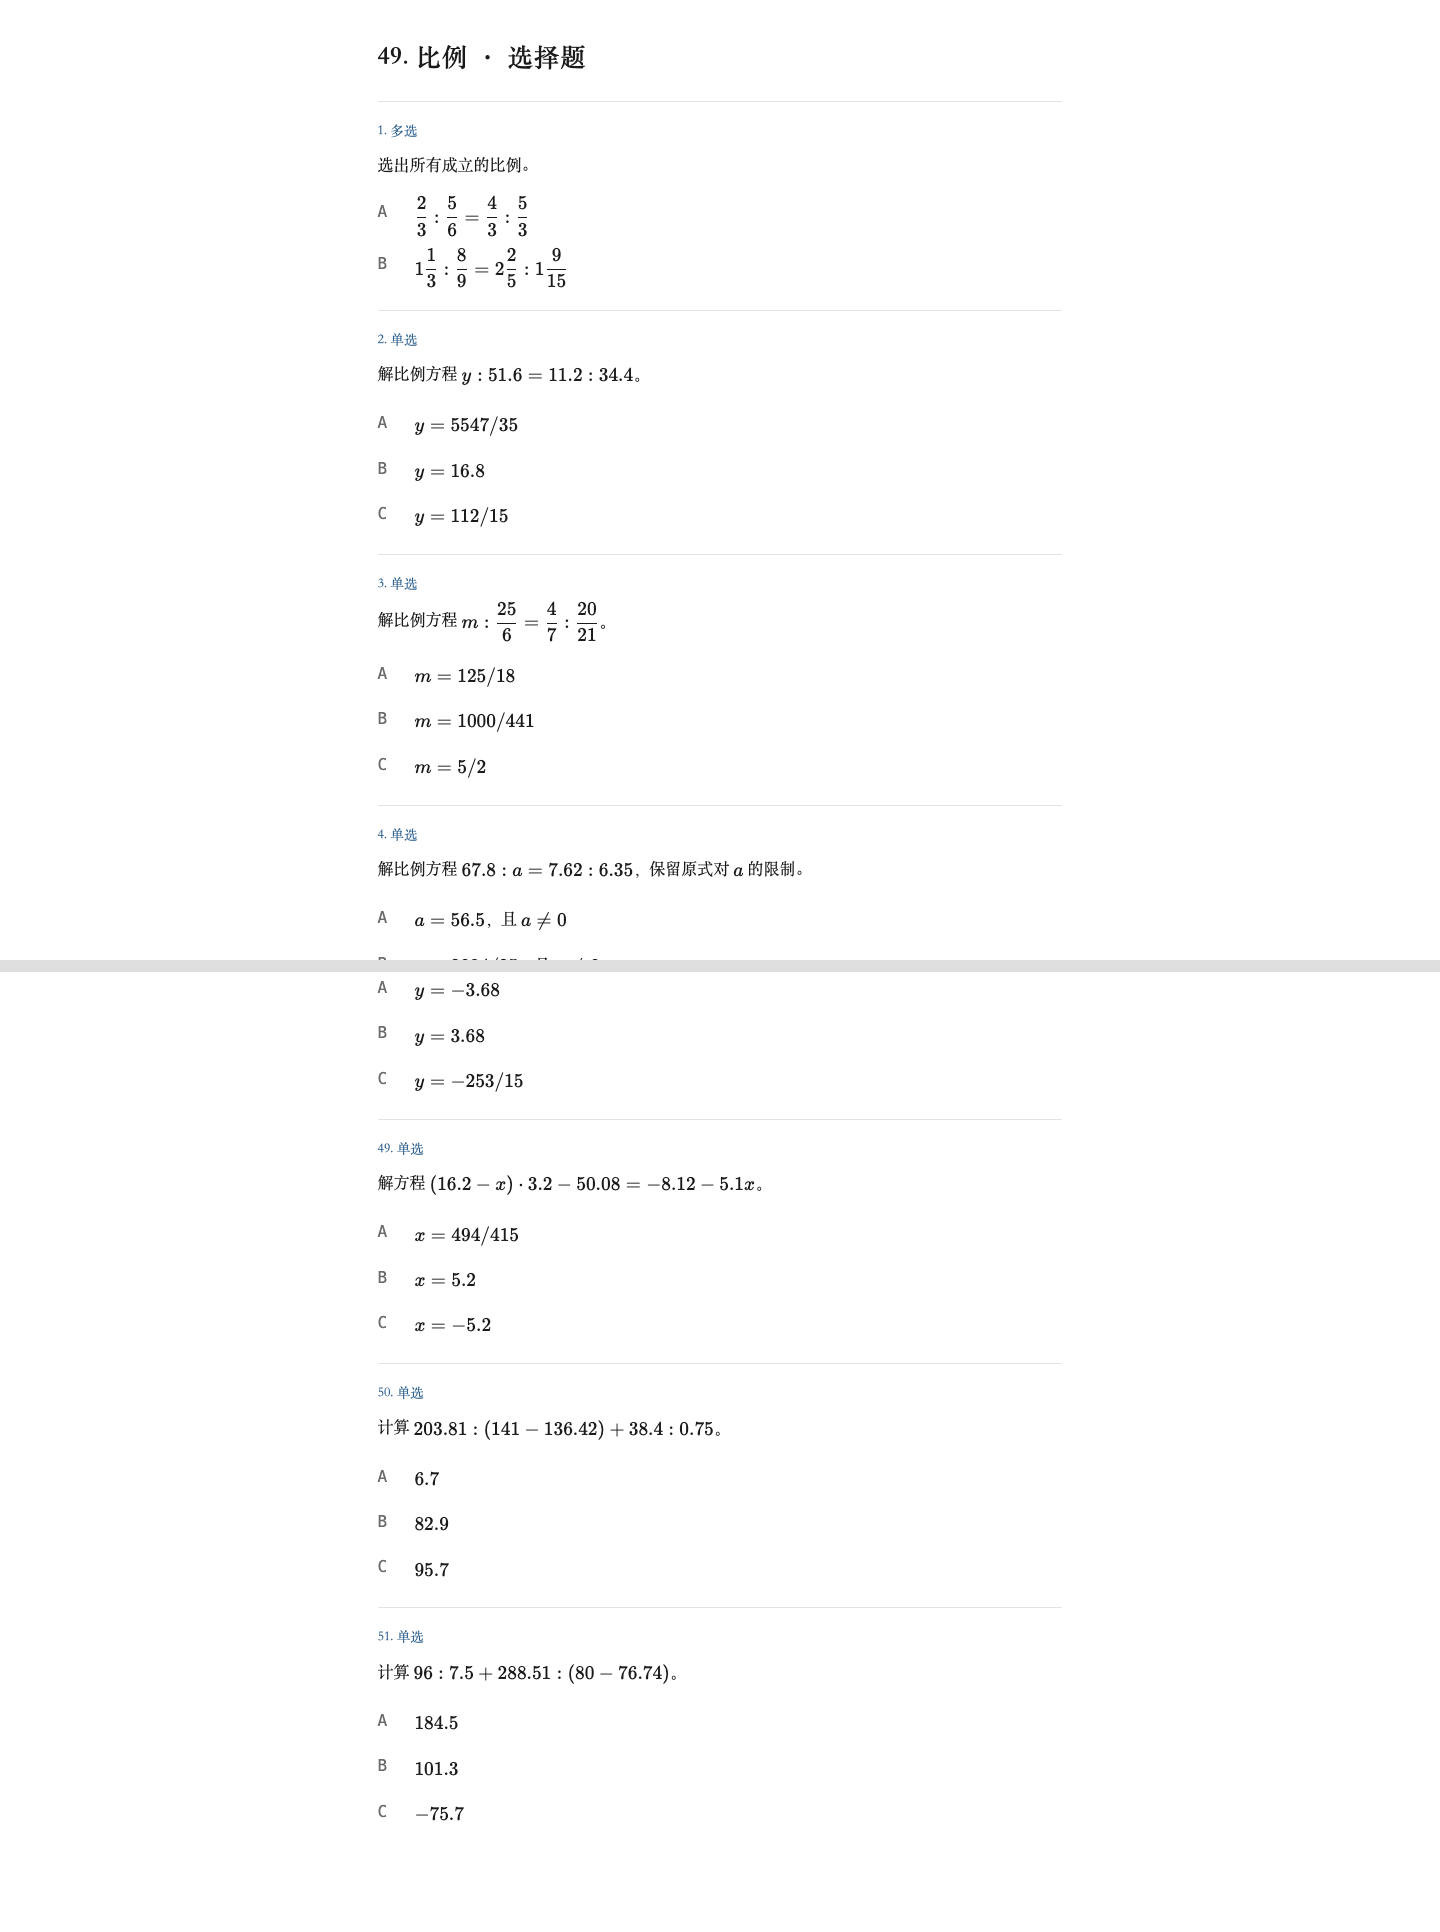 49. 比例 · 选择题
1. 多选
选出所有成立的比例。
A 2/3 : 5/6 = 4/3 : 5/3
B 1 1/3 : 8/9 = 2 2/5 : 1 9/15
2. 单选
解比例方程 y : 51.6 = 11.2 : 34.4。
A y = 5547/35
B y = 16.8
C y = 112/15
3. 单选
解比例方程 m : 25/6 = 4/7 : 20/21。
A m = 125/18
B m = 1000/441
C m = 5/2
4. 单选
解比例方程 67.8 : a = 7.62 : 6.35，保留原式对 a 的限制。
A a = 56.5，且 a ≠ 0
A y = −3.68
B y = 3.68
C y = −253/15
49. 单选
解方程 (16.2 − x) · 3.2 − 50.08 = −8.12 − 5.1x。
A x = 494/415
B x = 5.2
C x = −5.2
50. 单选
计算 203.81 : (141 − 136.42) + 38.4 : 0.75。
A 6.7
B 82.9
C 95.7
51. 单选
计算 96 : 7.5 + 288.51 : (80 − 76.74)。
A 184.5
B 101.3
C −75.7